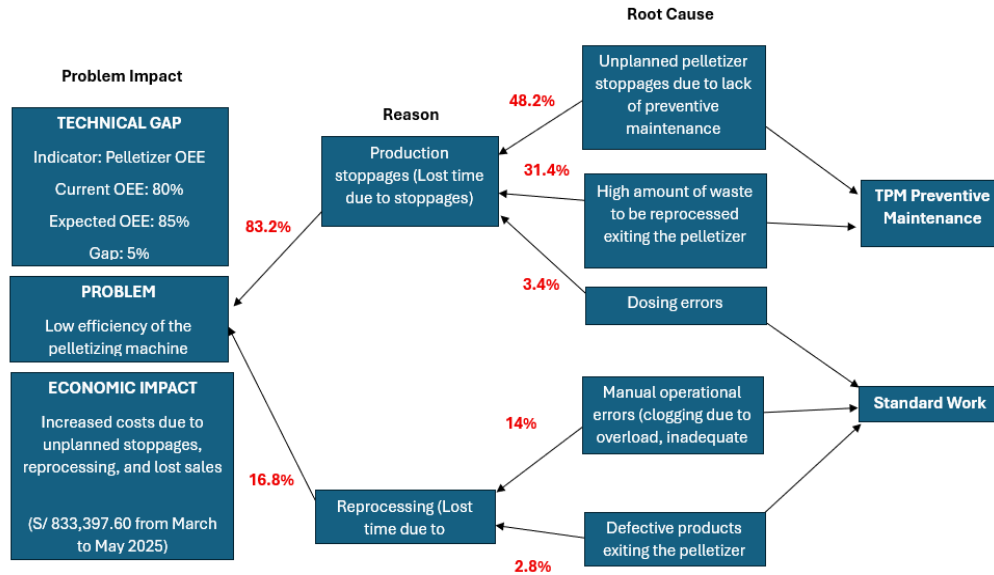 Problem Impact
TECHNICAL GAP
Indicator: Pelletizer OEE
Current OEE: 80%
Expected OEE: 85%
Gap: 5%
PROBLEM
Low efficiency of the
pelletizing machine
ECONOMIC IMPACT
Increased costs due to
unplanned stoppages,
reprocessing, and lost sales
(S/ 833,397.60 from March
to May 2025)
83.2%
16.8%
Reason
Production
stoppages (Lost time
due to stoppages)
Reprocessing (Lost
time due to
48.2%
31.4%
3.4%
14%
2.8%
Root Cause
Unplanned pelletizer
stoppages due to lack
of preventive
maintenance
High amount of waste
to be reprocessed
exiting the pelletizer
Dosing errors
Manual operational
errors (clogging due to
overload, inadequate
Defective products
exiting the pelletizer
TPM Preventive
Maintenance
Standard Work